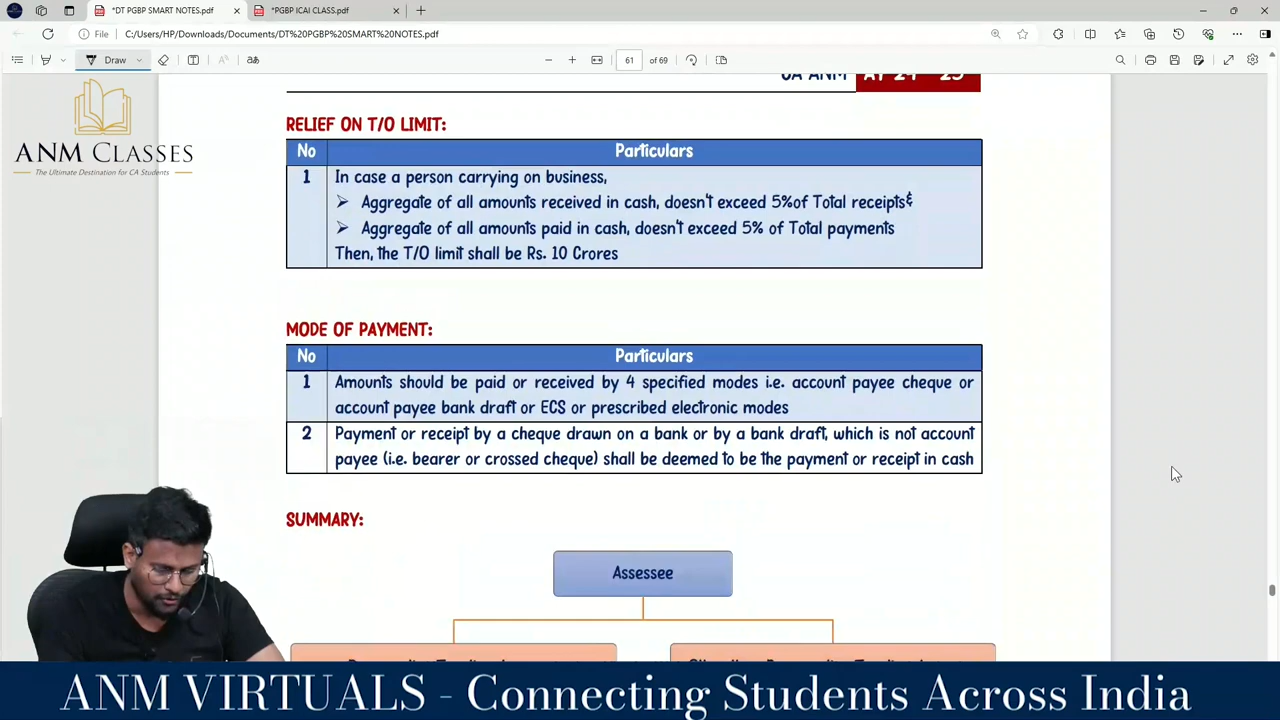 *DT PGBP SMART NOTES.pdf
*PGBP ICAI CLASS.pdf
File
C:/Users/HP/Downloads/Documents/DT%20PGBP%20SMART%20NOTES.pdf
Draw
61 of 69
CA ANM AY 24 - 25
ANM CLASSES
The Ultimate Destination for CA Students
RELIEF ON T/O LIMIT:
No Particulars
1 In case a person carrying on business,
➢ Aggregate of all amounts received in cash, doesn't exceed 5%of Total receipts&
➢ Aggregate of all amounts paid in cash, doesn't exceed 5% of Total payments
Then, the T/O limit shall be Rs. 10 Crores
MODE OF PAYMENT:
No Particulars
1 Amounts should be paid or received by 4 specified modes i.e. account payee cheque or
account payee bank draft or ECS or prescribed electronic modes
2 Payment or receipt by a cheque drawn on a bank or by a bank draft, which is not account
payee (i.e. bearer or crossed cheque) shall be deemed to be the payment or receipt in cash
SUMMARY:
Assessee
ANM VIRTUALS - Connecting Students Across India